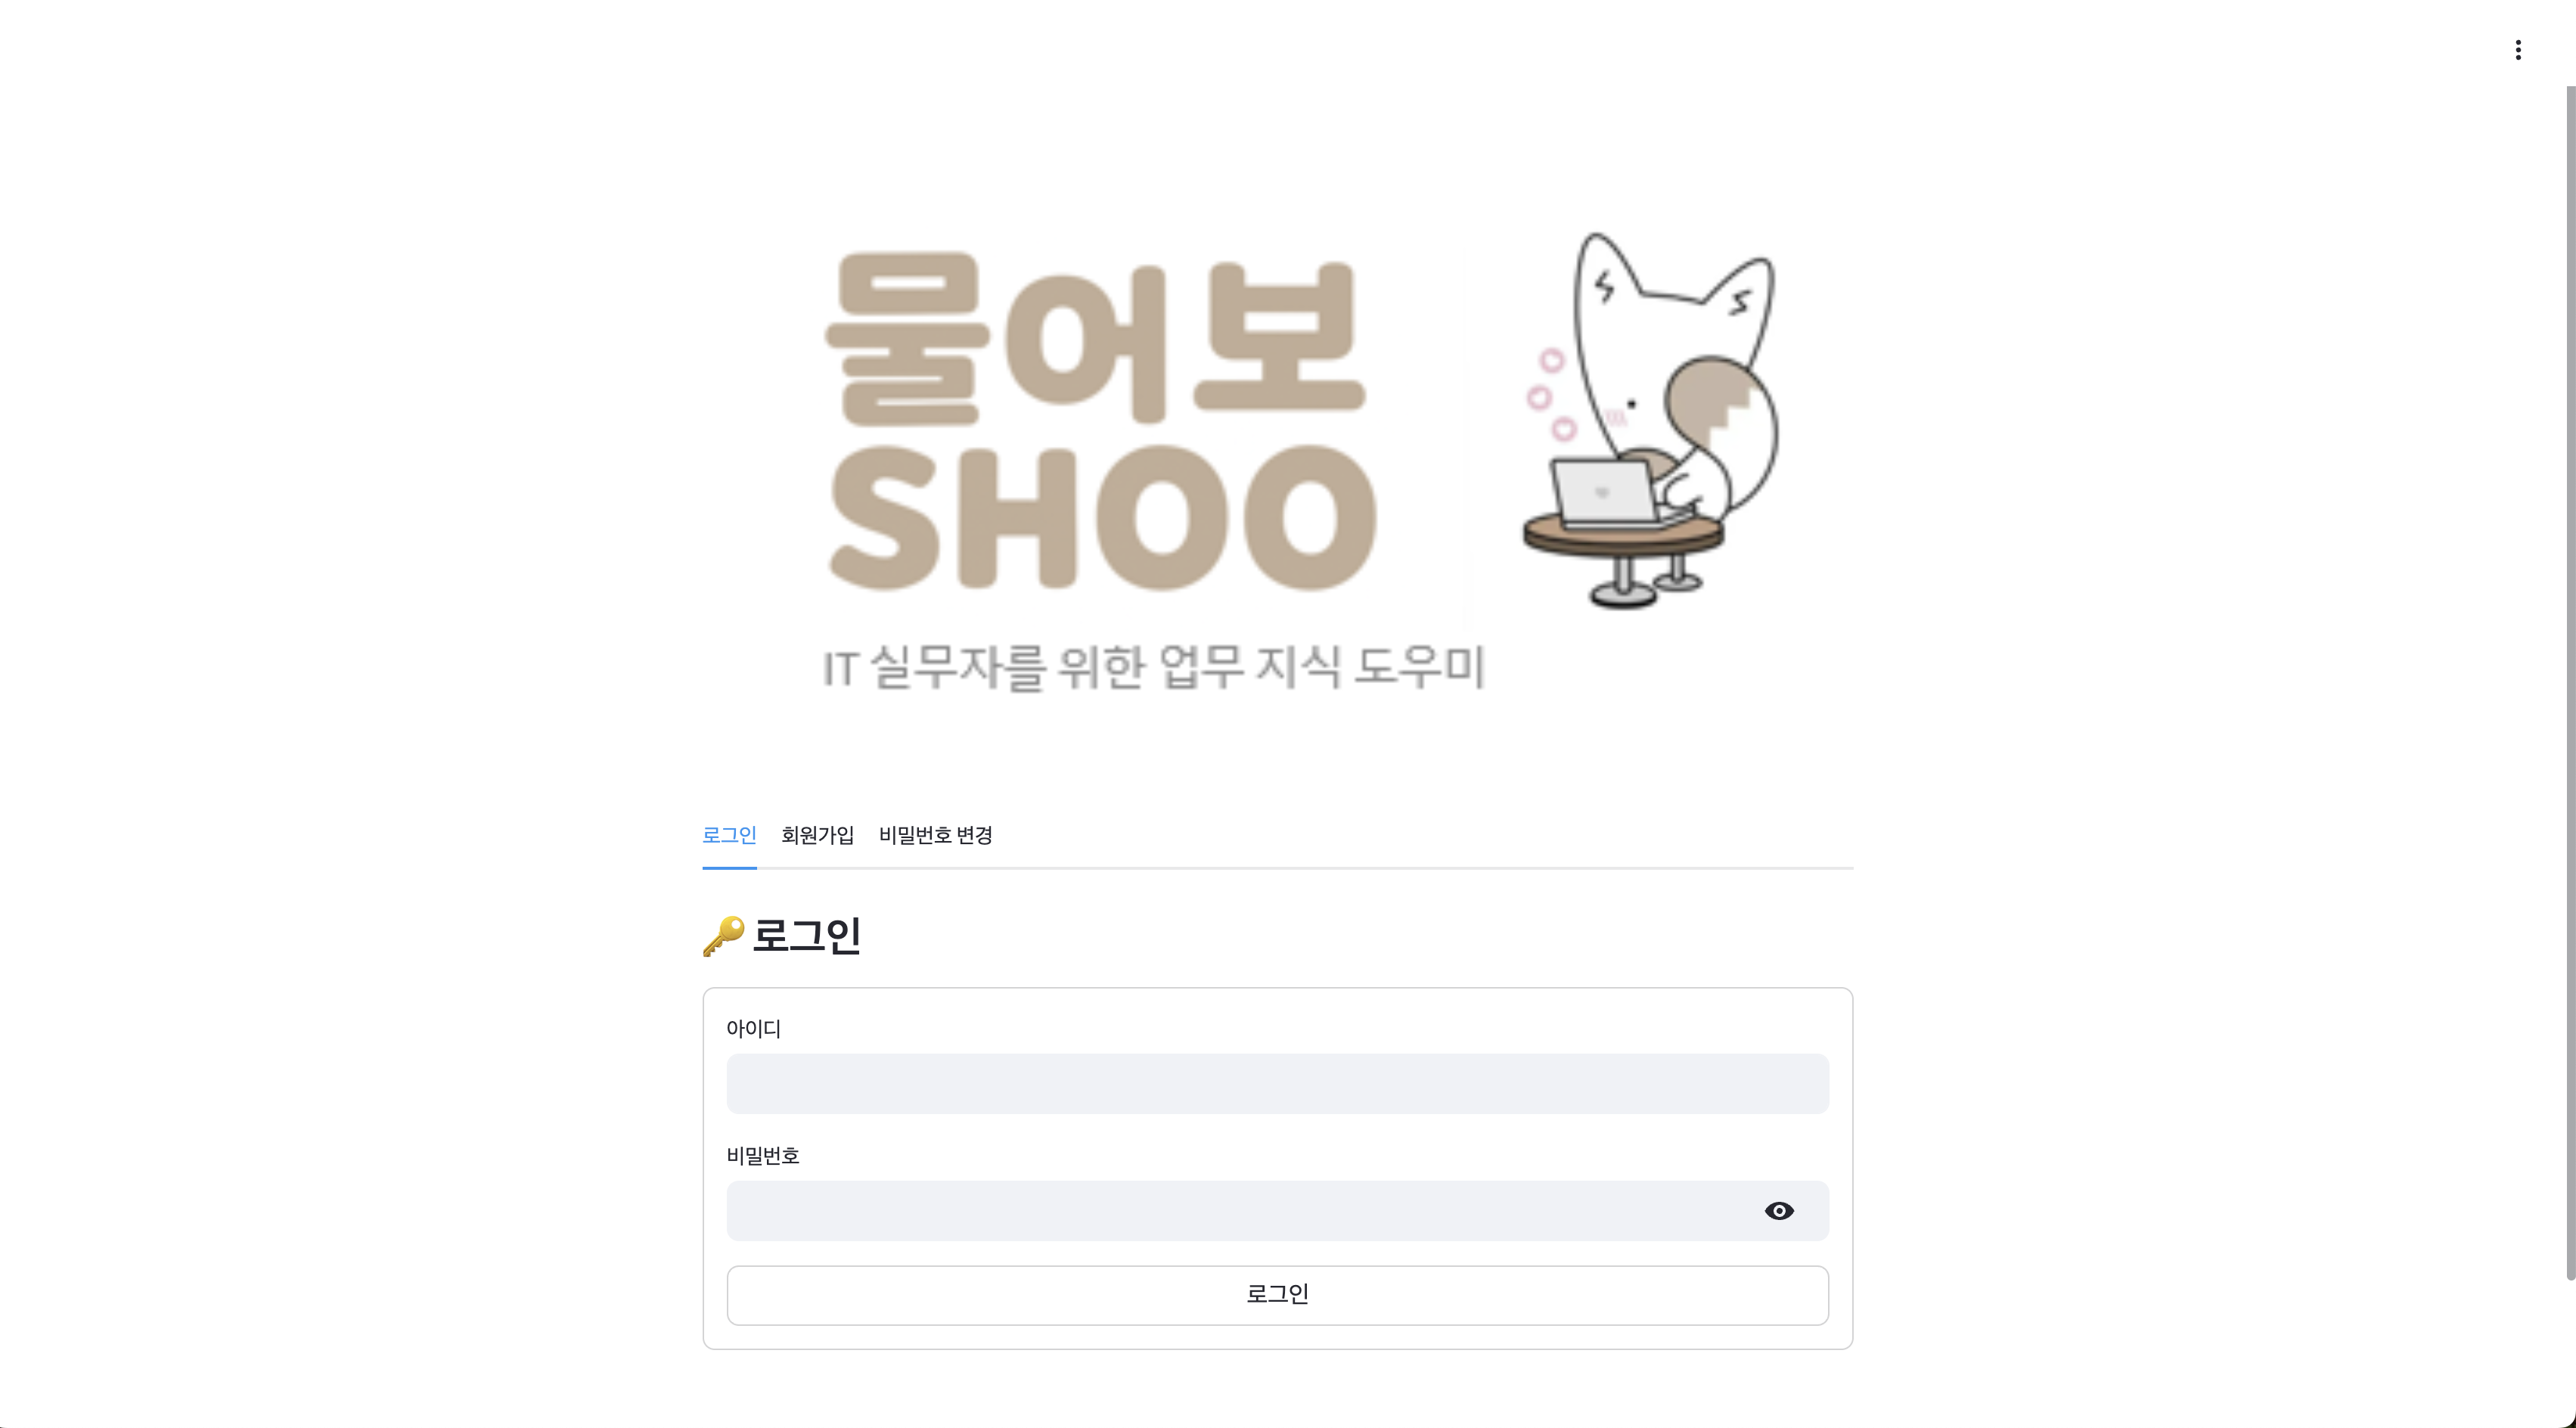 물어보
SHOO
IT 실무자를 위한 업무 지식 도우미
로그인 회원가입 비밀번호 변경
🔑 로그인
아이디
비밀번호
로그인